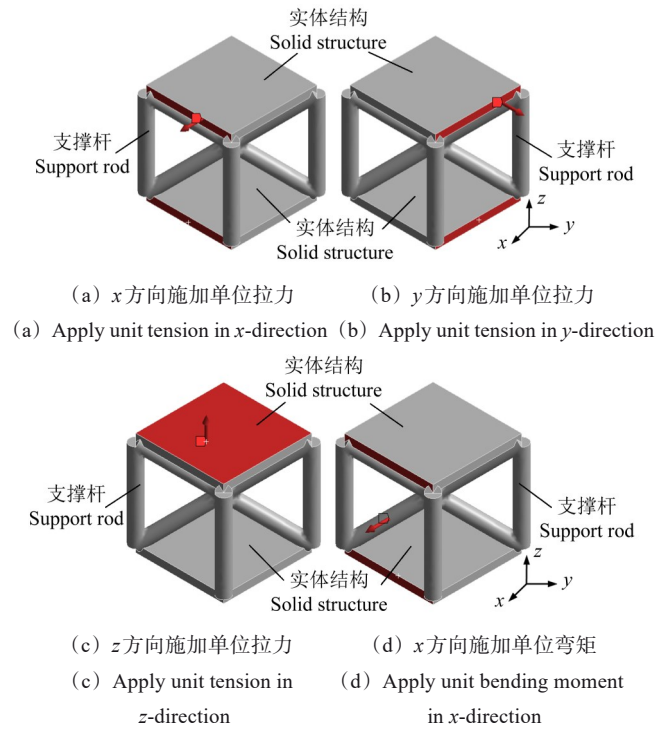 实体结构
Solid structure
支撑杆
Support rod
支撑杆
Support rod
实体结构
Solid structure
z
y
x
(a) x方向施加单位拉力
(b) y方向施加单位拉力
(a) Apply unit tension in x-direction
(b) Apply unit tension in y-direction
实体结构
Solid structure
支撑杆
Support rod
支撑杆
Support rod
实体结构
Solid structure
z
y
x
(c) z方向施加单位拉力
(d) x方向施加单位弯矩
(c) Apply unit tension in
z-direction
(d) Apply unit bending moment
in x-direction